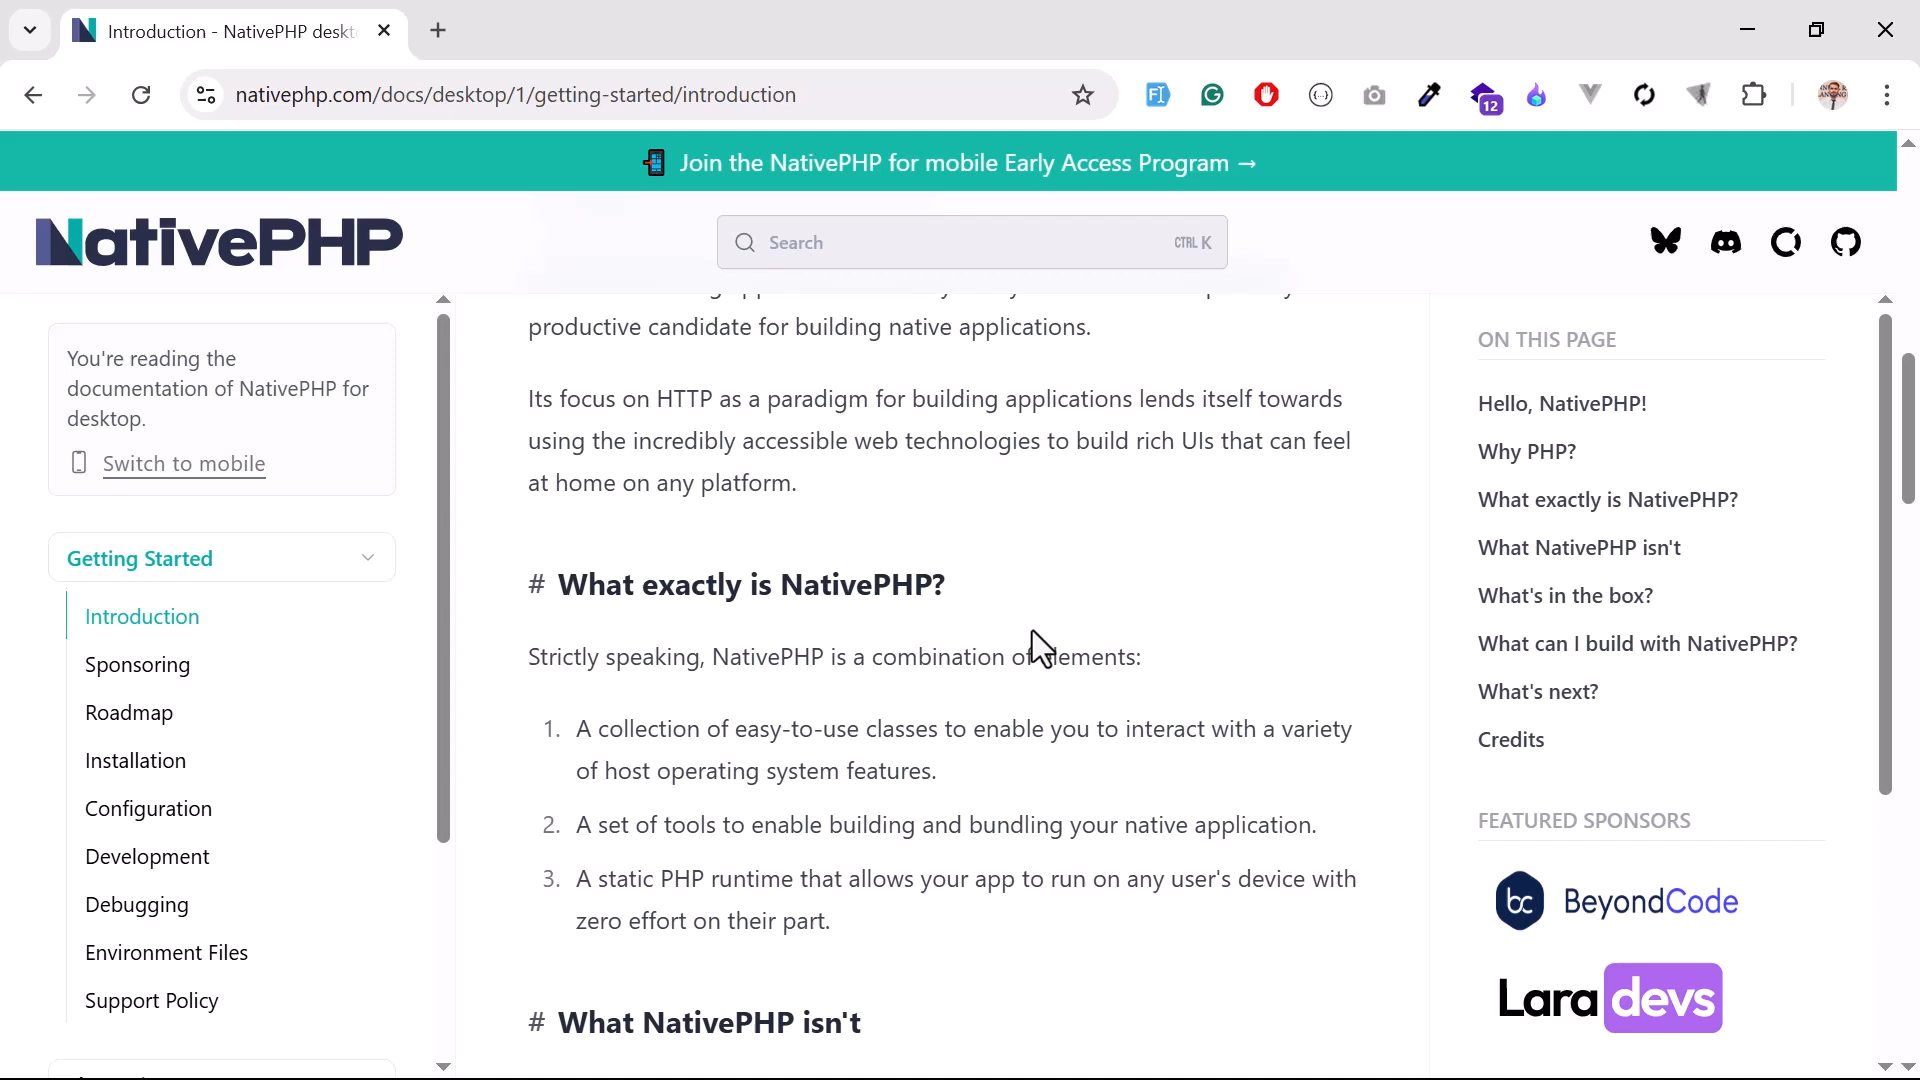 Introduction - NativePHP deskt
nativephp.com/docs/desktop/1/getting-started/introduction
FI
12
Join the NativePHP for mobile Early Access Program →
NativePHP
Search
CTRL K
You're reading the
documentation of NativePHP for
desktop.
Switch to mobile
Getting Started
Introduction
Sponsoring
Roadmap
Installation
Configuration
Development
Debugging
Environment Files
Support Policy
productive candidate for building native applications.
Its focus on HTTP as a paradigm for building applications lends itself towards
using the incredibly accessible web technologies to build rich UIs that can feel
at home on any platform.
# What exactly is NativePHP?
Strictly speaking, NativePHP is a combination of elements:
1. A collection of easy-to-use classes to enable you to interact with a variety
of host operating system features.
2. A set of tools to enable building and bundling your native application.
3. A static PHP runtime that allows your app to run on any user's device with
zero effort on their part.
# What NativePHP isn't
ON THIS PAGE
Hello, NativePHP!
Why PHP?
What exactly is NativePHP?
What NativePHP isn't
What's in the box?
What can I build with NativePHP?
What's next?
Credits
FEATURED SPONSORS
bc BeyondCode
Lara devs